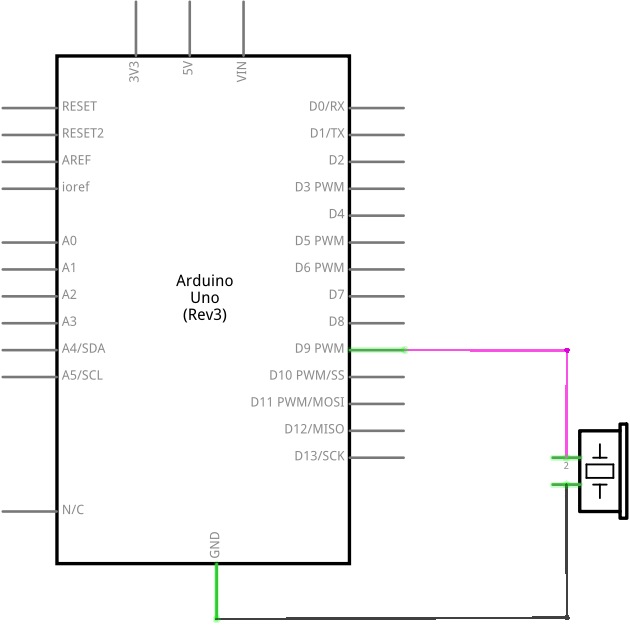 3V3
5V
VIN
RESET
RESET2
AREF
ioref
A0
A1
A2
A3
A4/SDA
A5/SCL
N/C
Arduino
Uno
(Rev3)
D0/RX
D1/TX
D2
D3 PWM
D4
D5 PWM
D6 PWM
D7
D8
D9 PWM
D10 PWM/SS
D11 PWM/MOSI
D12/MISO
D13/SCK
GND
2